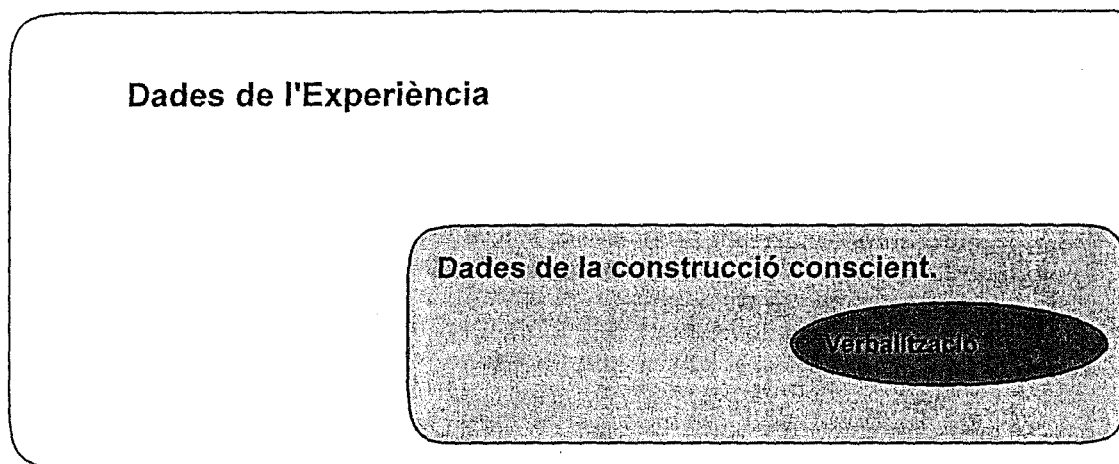 Dades de l'Experiència
Dades de la construcció conscient.
Verbalització